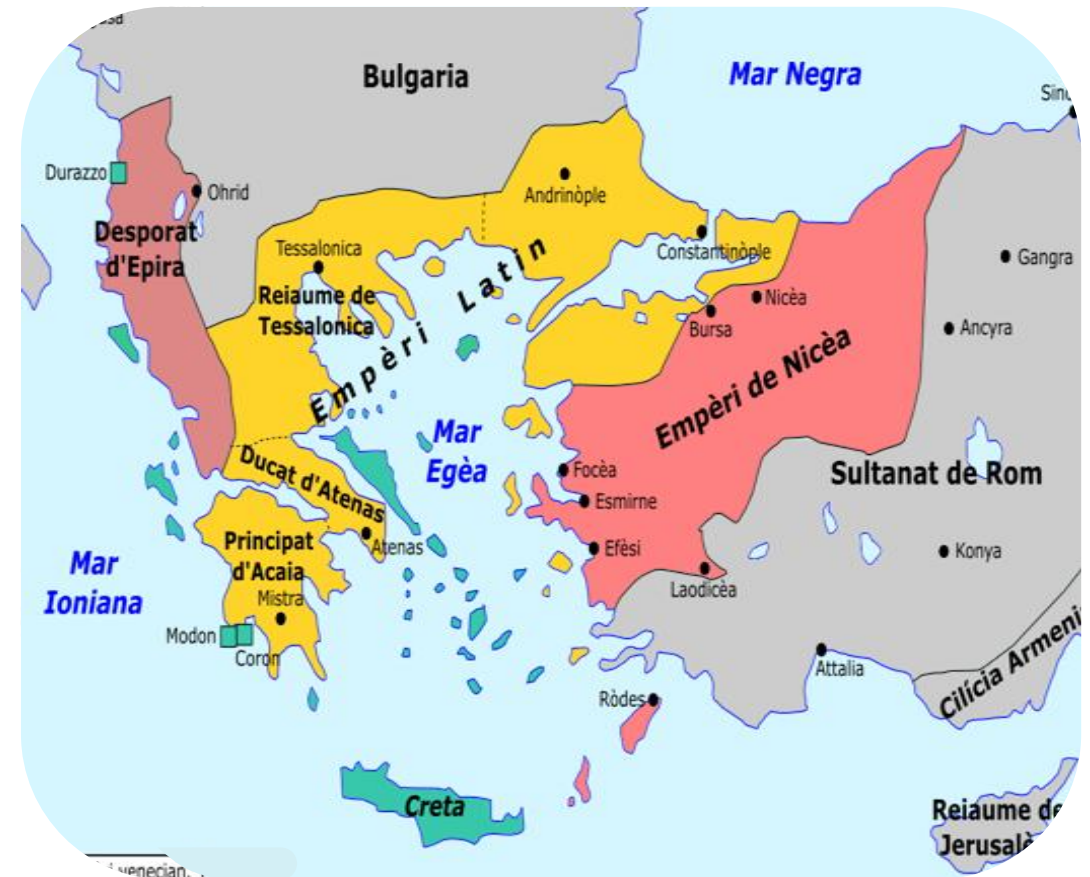 Bulgaria
Mar Negra
Durazzo
Ohrid
Andrinòple
Desporat
d'Epira
Tessalonica
Constantinòple
Gangra
Reiaume de
Tessalonica
Empèri Latin
Nicèa
Bursa
Ancyra
Empèri de Nicèa
Mar
Egèa
Ducat d'Atenas
Focèa
Sultanat de Rom
Esmirne
Atenas
Efèsi
Konya
Principat
d'Acaia
Mar
Ioniana
Mistra
Laodicèa
Modon
Coron
Attalia
Cilícia Armeni
Ròdes
Creta
Reiaume de
venecian.